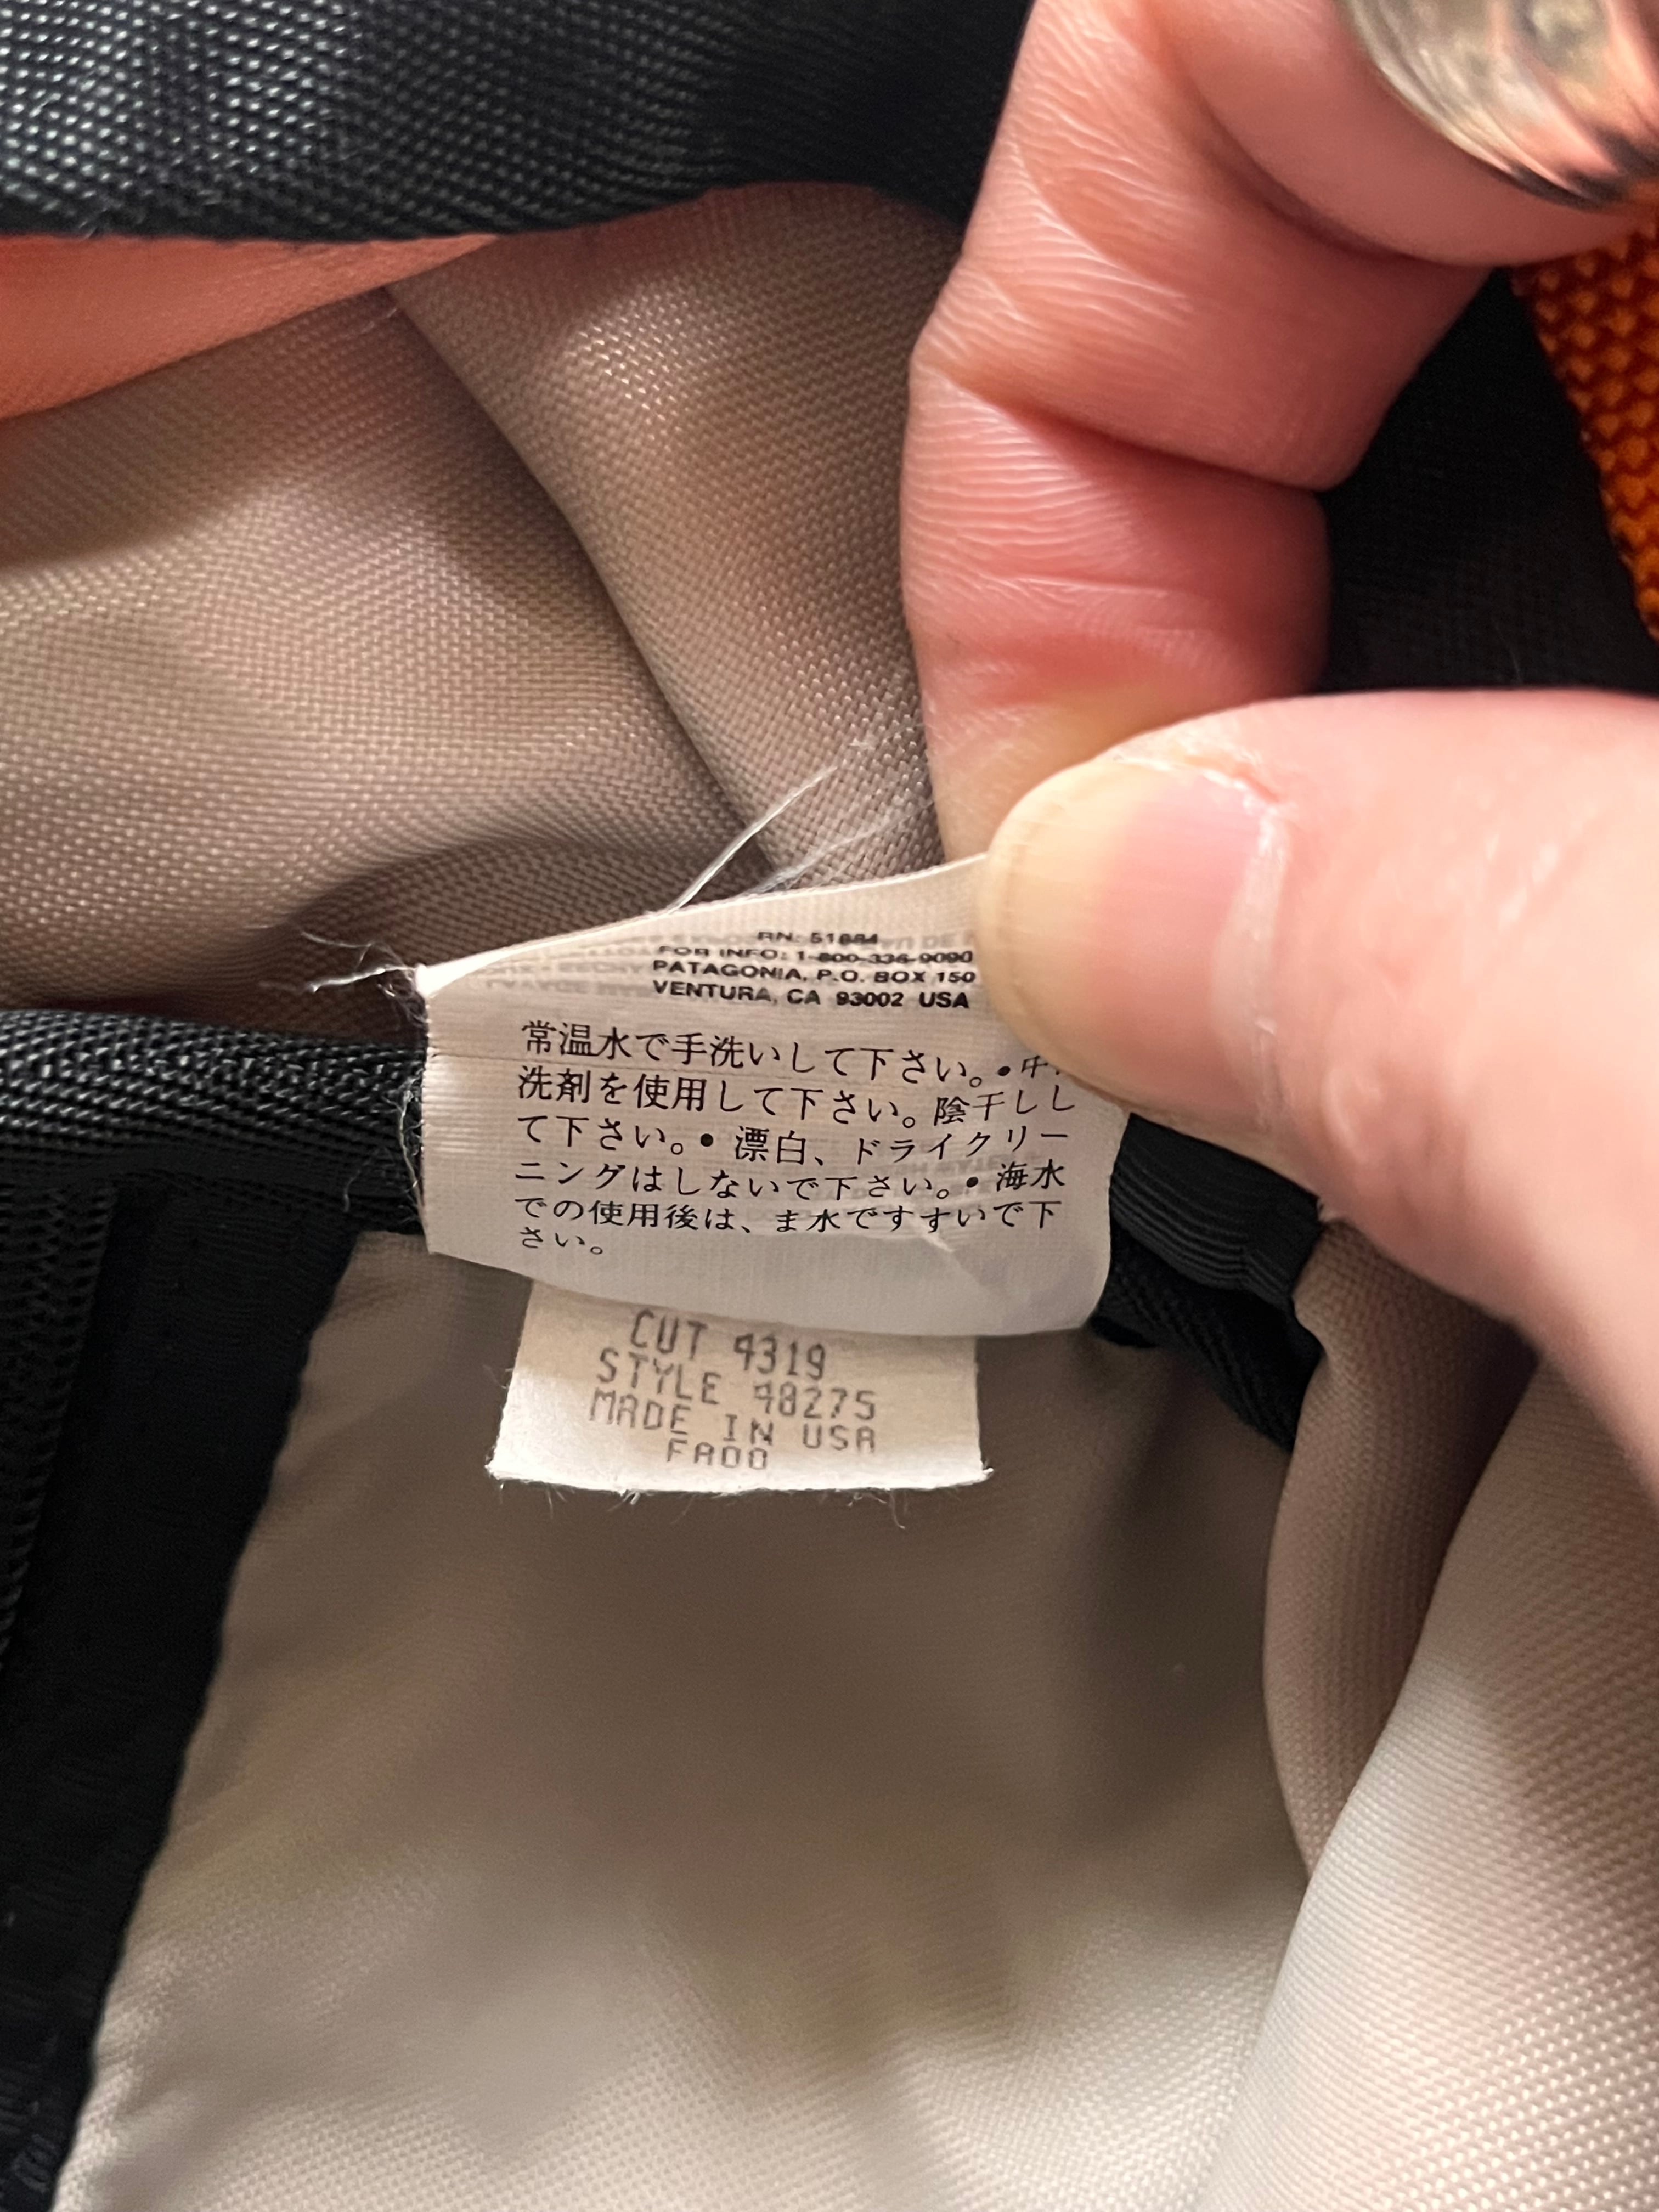 RN: 51884
FOR INFO: 1-800-336-9090
PATAGONIA, P.O. BOX 150
VENTURA, CA 93002 USA
常温水で手洗いして下さい。•中
洗剤を使用して下さい。陰干しし
て下さい。• 漂白、ドライクリー
ニングはしないで下さい。• 海水
での使用後は、ま水ですすいで下
さい。
CUT 4319
STYLE 48275
MADE IN USA
FA00